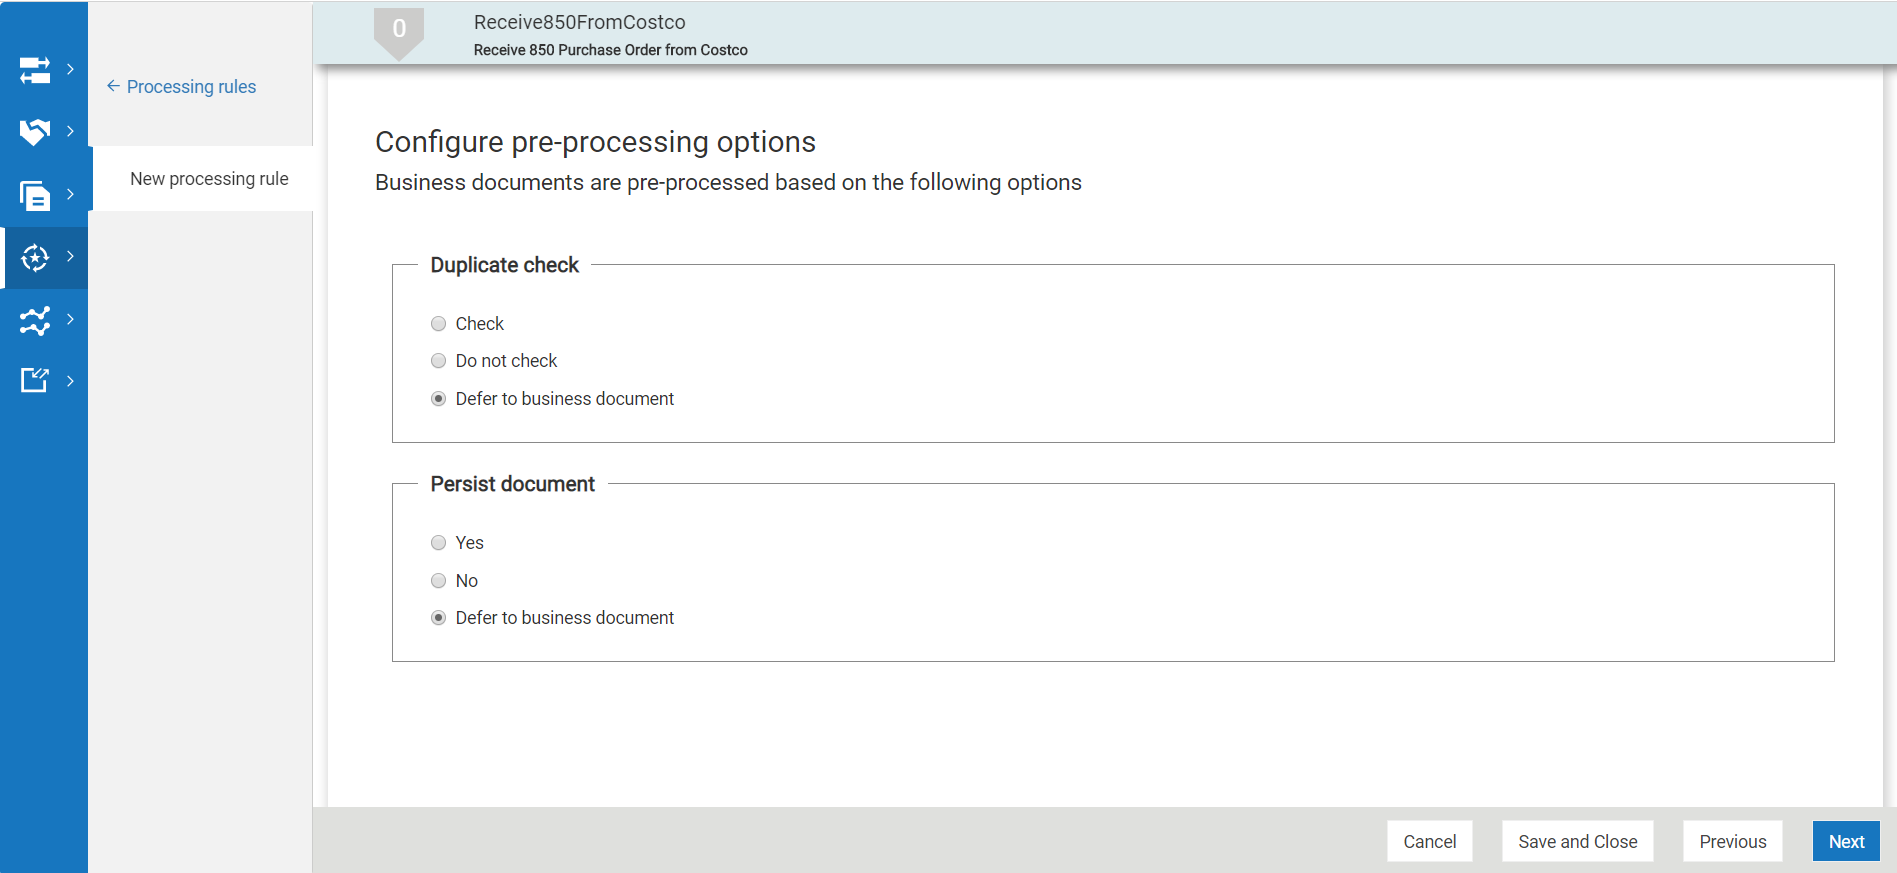 0
Receive850FromCostco
Receive 850 Purchase Order from Costco
← Processing rules
New processing rule
Configure pre-processing options
Business documents are pre-processed based on the following options
Duplicate check
Check
Do not check
Defer to business document
Persist document
Yes
No
Defer to business document
Cancel
Save and Close
Previous
Next